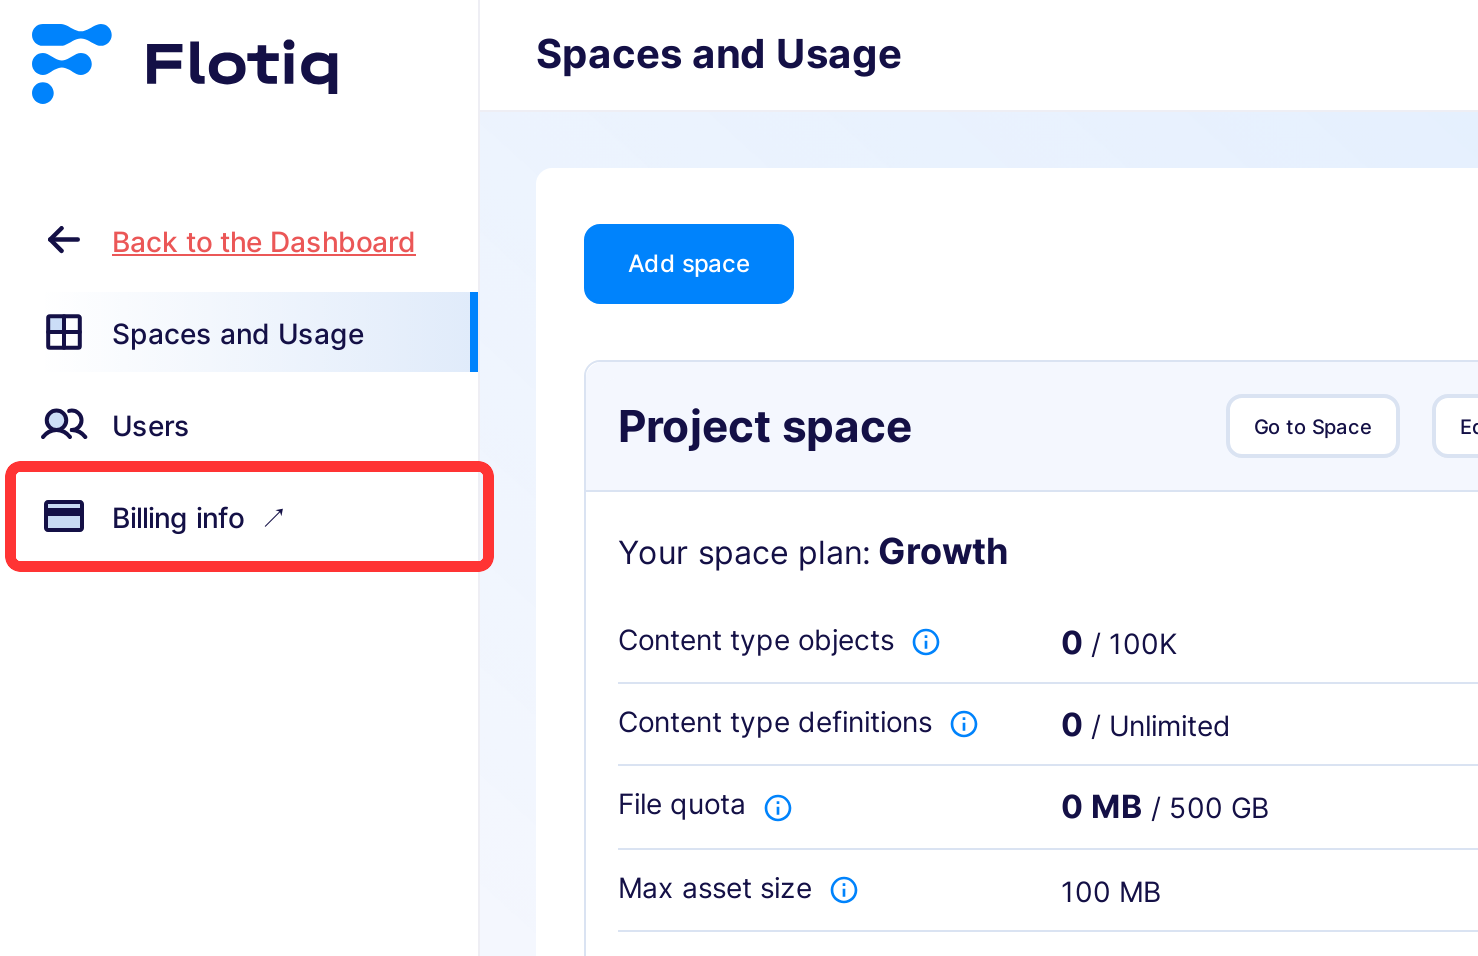 Flotiq
Back to the Dashboard
Spaces and Usage
Users
Billing info ↗
Spaces and Usage
Add space
Project space
Go to Space
Your space plan: Growth
Content type objects
0 / 100K
Content type definitions
0 / Unlimited
File quota
0 MB / 500 GB
Max asset size
100 MB